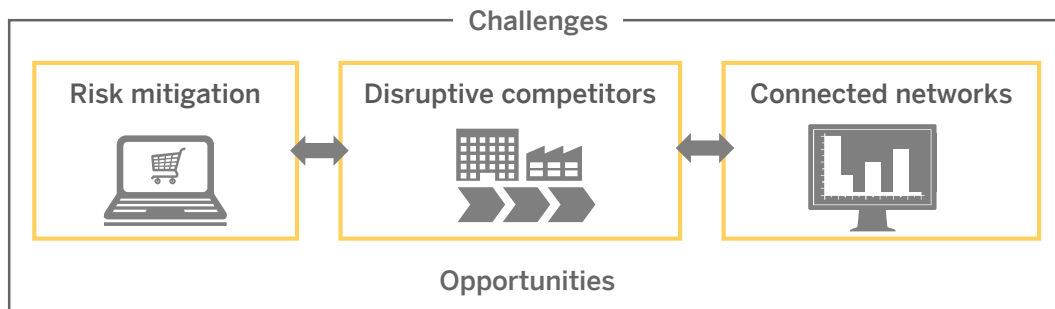 Challenges
Risk mitigation
Disruptive competitors
Connected networks
Opportunities